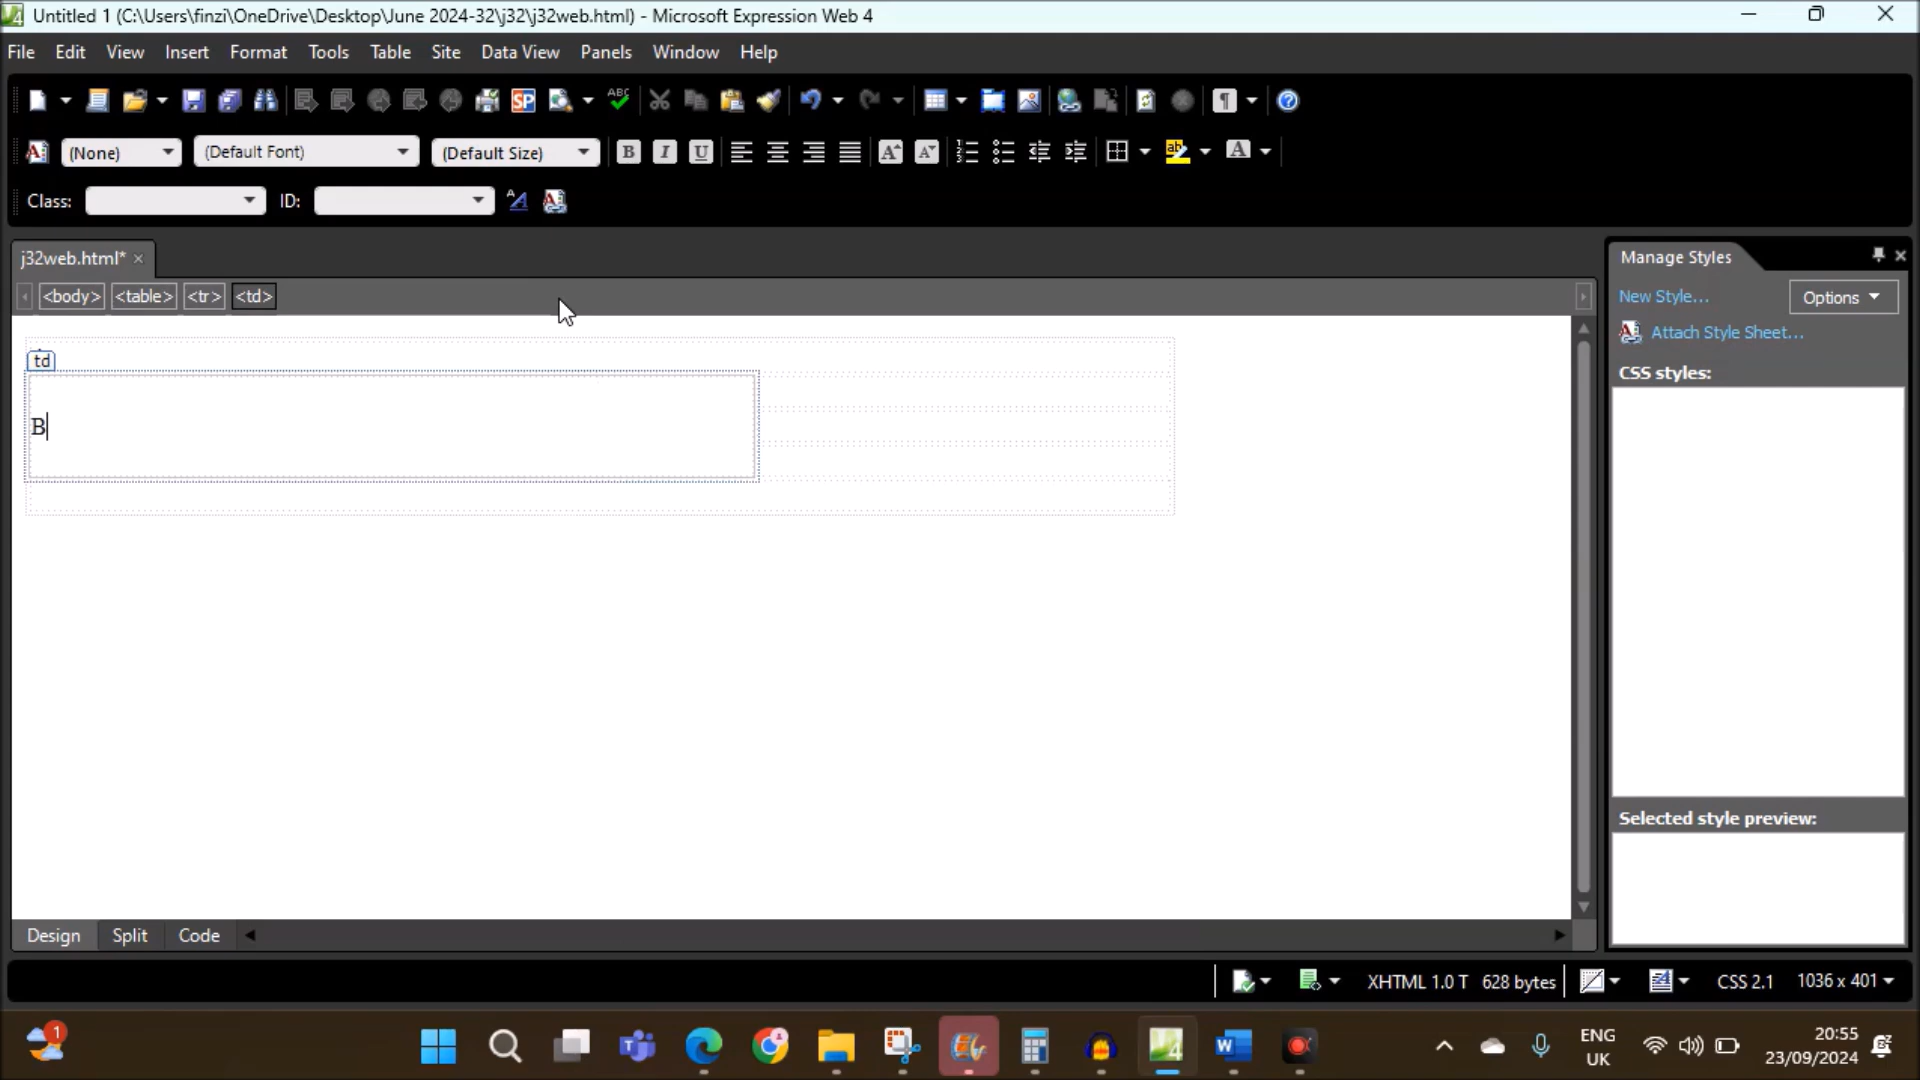 Untitled 1 (C:\Users\finzi\OneDrive\Desktop\June 2024-32\j32\j32web.html) - Microsoft Expression Web 4
File Edit View Insert Format Tools Table Site Data View Panels Window Help
(None) (Default Font) (Default Size) B I U
Class: ID:
j32web.html*
<body> <table> <tr> <td>
td
B
Manage Styles
New Style... Options
Attach Style Sheet...
CSS styles:
Selected style preview:
Design Split Code
XHTML 1.0 T 628 bytes CSS 2.1 1036 x 401
1
ENG
UK
20:55
23/09/2024